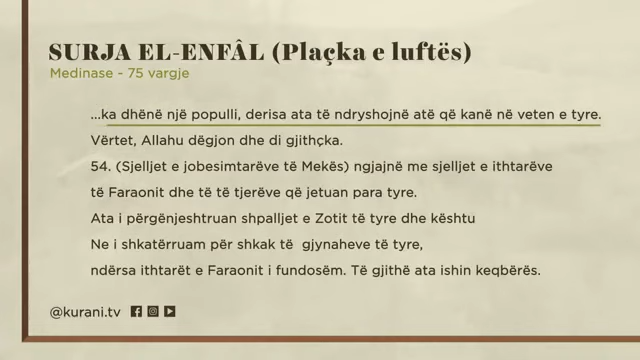 SURJA EL-ENFÂL (Plaçka e luftës)
Medinase - 75 vargje
...ka dhënë një populli, derisa ata të ndryshojnë atë që kanë në veten e tyre.
Vërtet, Allahu dëgjon dhe di gjithçka.
54. (Sjelljet e jobesimtarëve të Mekës) ngjajnë me sjelljet e ithtarëve
të Faraonit dhe të të tjerëve që jetuan para tyre.
Ata i përgënjeshtruan shpalljet e Zotit të tyre dhe kështu
Ne i shkatërruam për shkak të gjynaheve të tyre,
ndërsa ithtarët e Faraonit i fundosëm. Të gjithë ata ishin keqbërës.
@kurani.tv